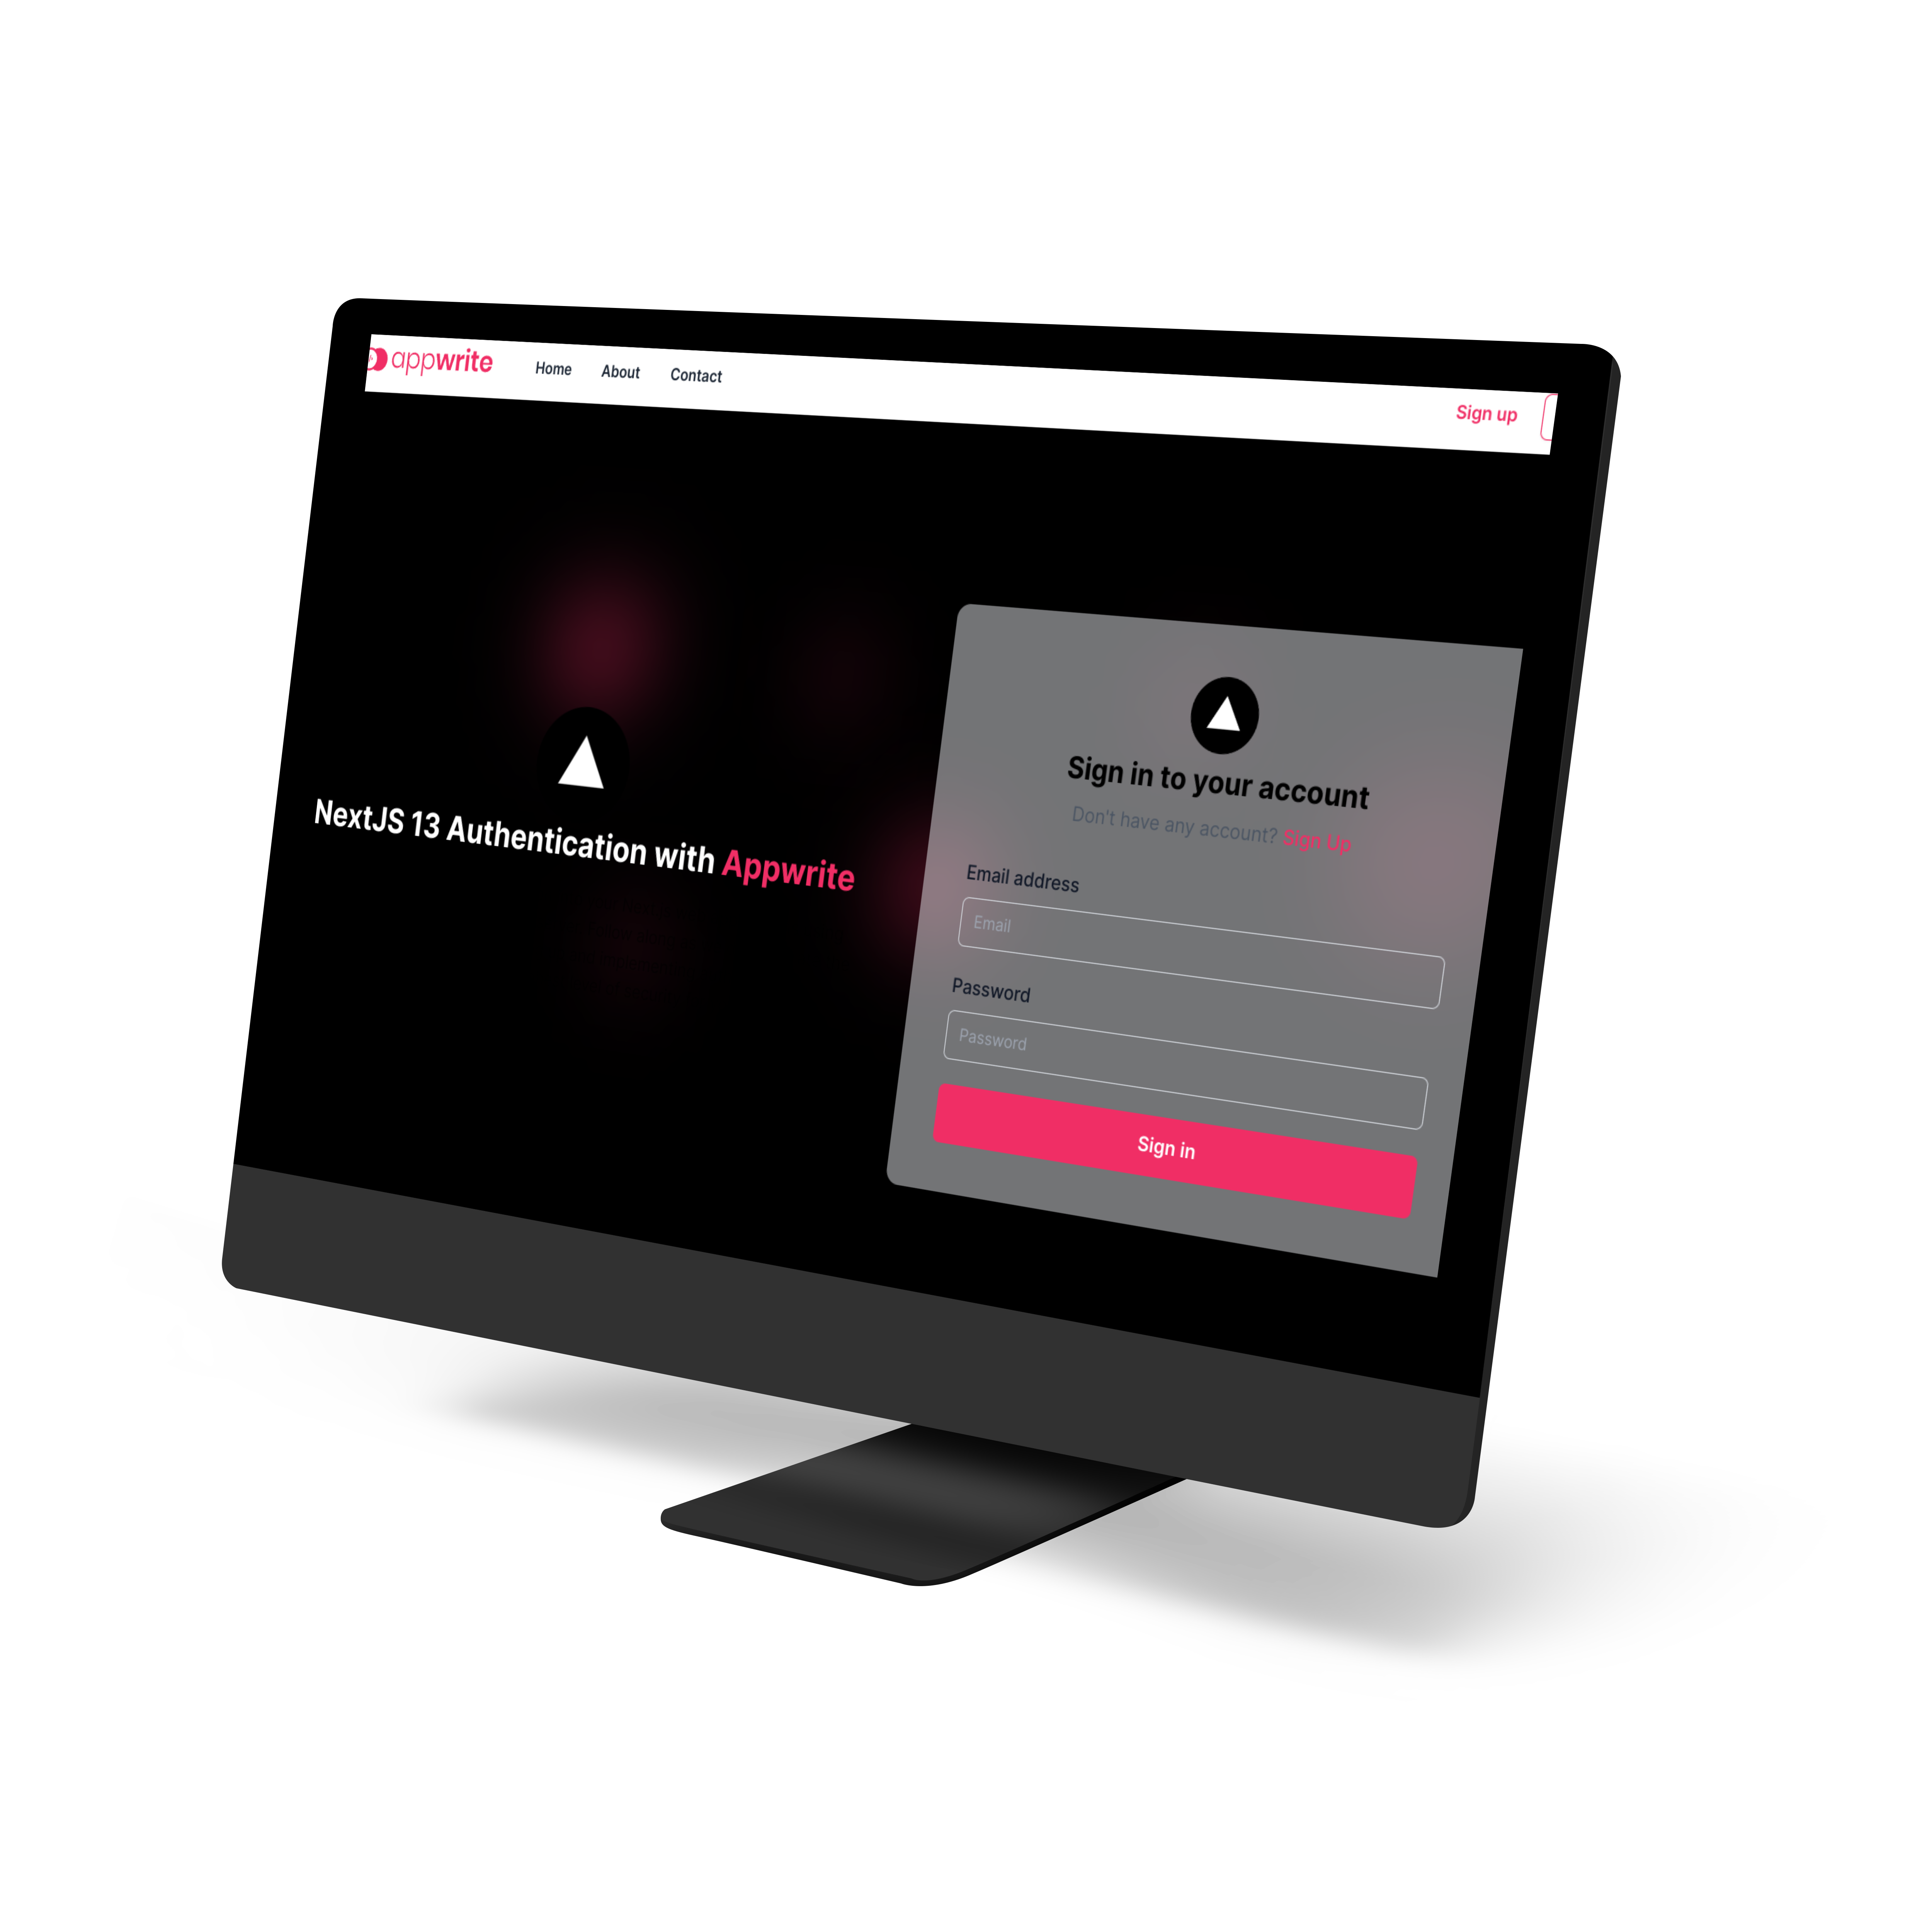 appwrite
Home About Contact
Sign up
NextJS 13 Authentication with Appwrite
Sign in to your account
Don't have any account? Sign Up
Email address
Email
Password
Password
Sign in